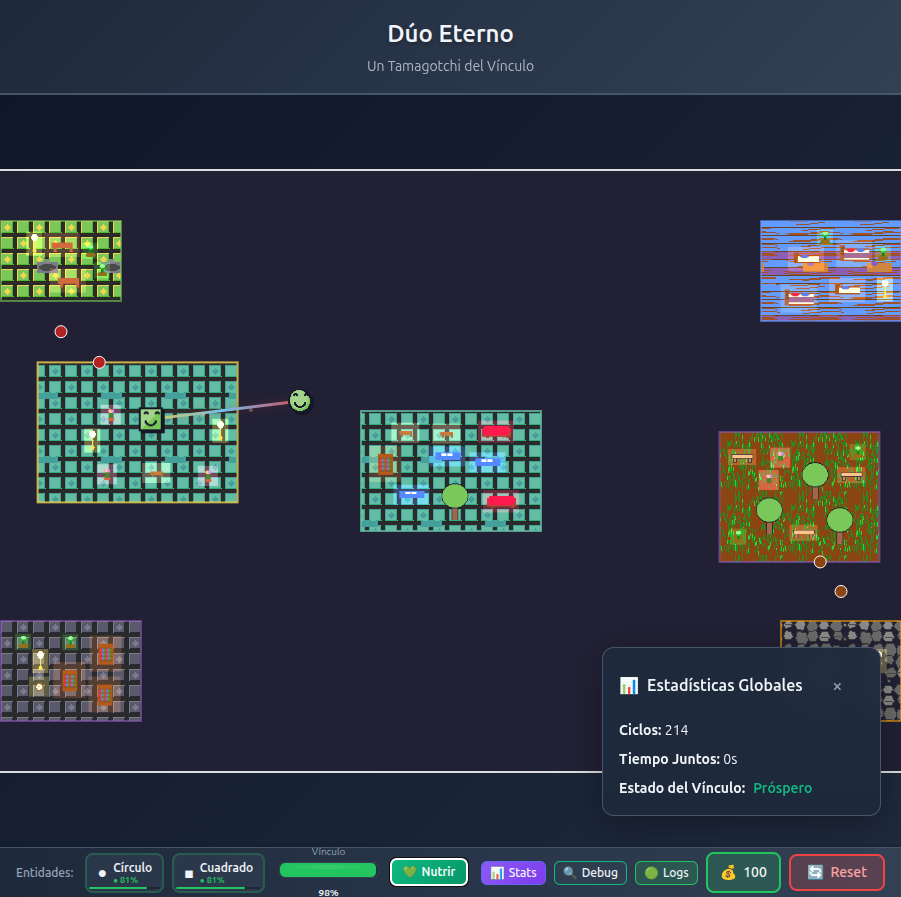 Dúo Eterno
Un Tamagotchi del Vínculo
Estadísticas Globales ×
Ciclos: 214
Tiempo Juntos: 0s
Estado del Vínculo: Próspero
Entidades:
Círculo
81%
Cuadrado
81%
Vínculo
98%
Nutrir
Stats
Debug
Logs
100
Reset